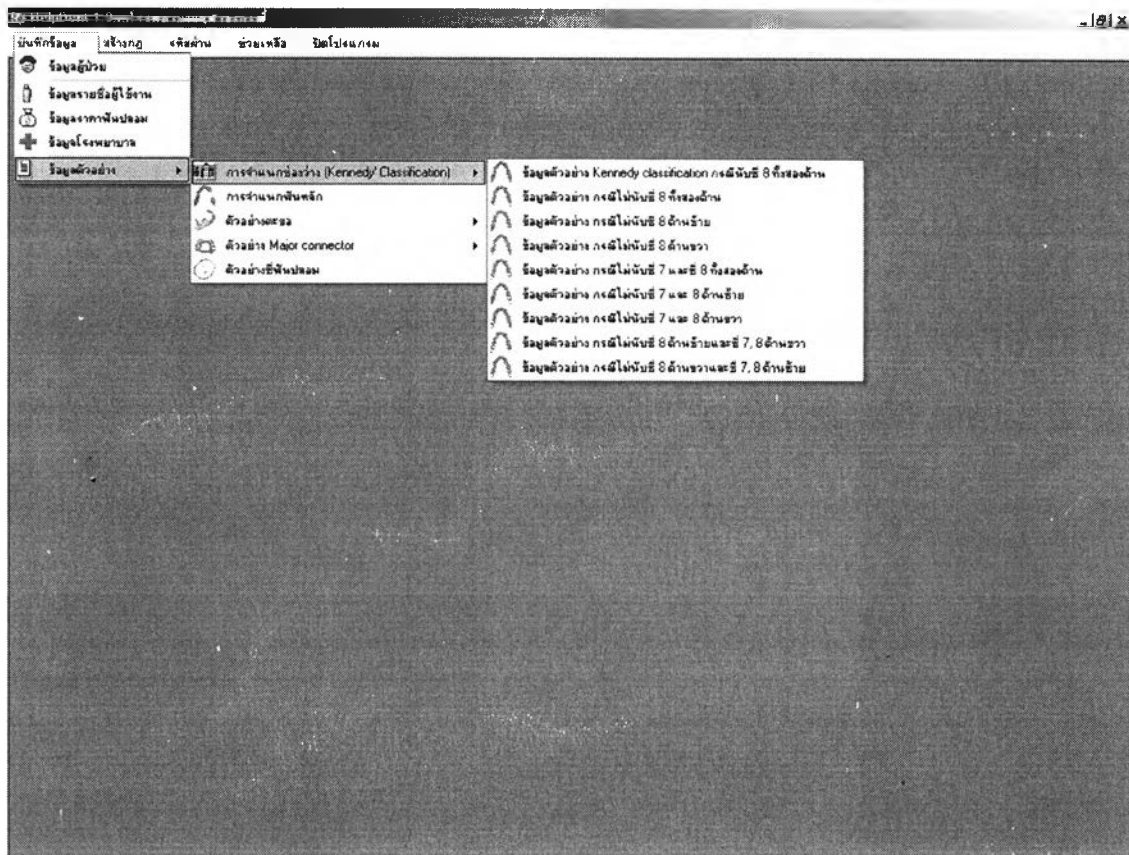 บันทึกข้อมูล สร้างกฎ รหัสผ่าน ช่วยเหลือ ปิดโปรแกรม
ข้อมูลผู้ป่วย
ข้อมูลรายชื่อผู้ใช้งาน
ข้อมูลราคาฟันปลอม
ข้อมูลโรงพยาบาล
ข้อมูลตัวอย่าง
การจำแนกช่องว่าง (Kennedy' Classification)
การจำแนกฟันหลัก
ตัวอย่างตะขอ
ตัวอย่าง Major connector
ตัวอย่างซี่ฟันปลอม
ข้อมูลตัวอย่าง Kennedy classification กรณีนับซี่ 8 ทั้งสองด้าน
ข้อมูลตัวอย่าง กรณีไม่นับซี่ 8 ทั้งสองด้าน
ข้อมูลตัวอย่าง กรณีไม่นับซี่ 8 ด้านซ้าย
ข้อมูลตัวอย่าง กรณีไม่นับซี่ 8 ด้านขวา
ข้อมูลตัวอย่าง กรณีไม่นับซี่ 7 และซี่ 8 ทั้งสองด้าน
ข้อมูลตัวอย่าง กรณีไม่นับซี่ 7 และ 8 ด้านซ้าย
ข้อมูลตัวอย่าง กรณีไม่นับซี่ 7 และ 8 ด้านขวา
ข้อมูลตัวอย่าง กรณีไม่นับซี่ 8 ด้านซ้ายและซี่ 7, 8 ด้านขวา
ข้อมูลตัวอย่าง กรณีไม่นับซี่ 8 ด้านขวาและซี่ 7, 8 ด้านซ้าย